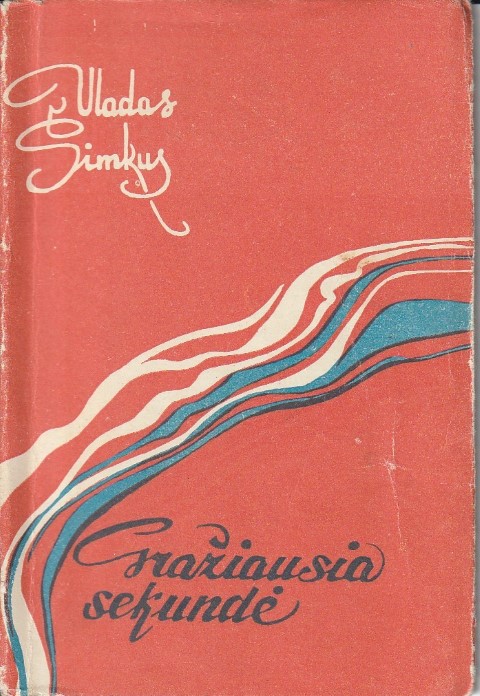 Vladas
Šimkus
Gražiausia
sekundė